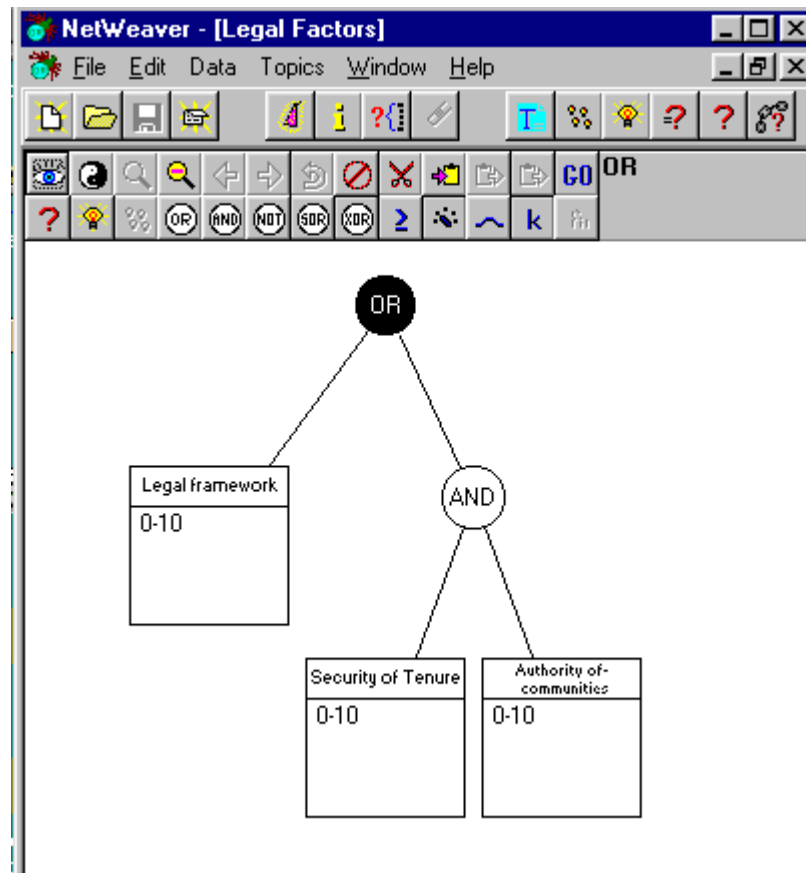 NetWeaver - [Legal Factors]
File Edit Data Topics Window Help
i ?{} T =? ? ?
GO OR
? OR AND NOT SOR XOR ≥ k
OR
Legal framework
0-10
AND
Security of Tenure
0-10
Authority of-
communities
0-10